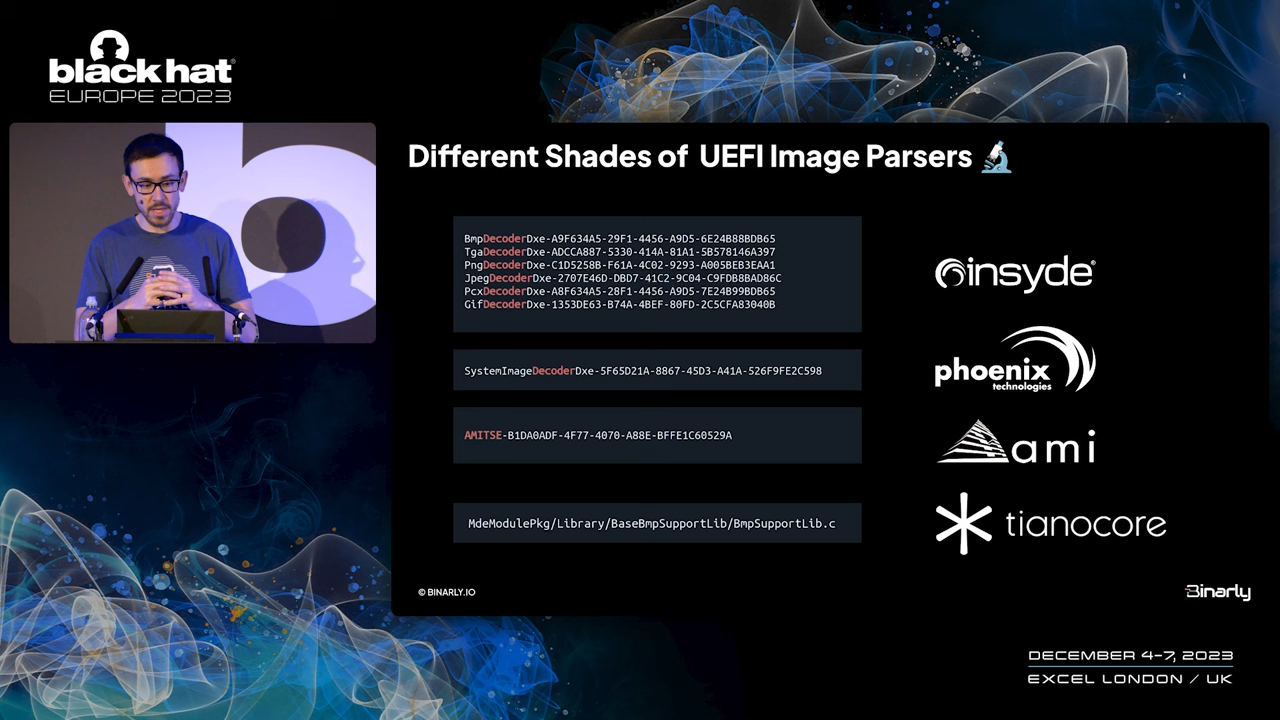 black hat
EUROPE 2023
Different Shades of UEFI Image Parsers
BmpDecoderDxe-A9F634A5-29F1-4456-A9D5-6E24B88BDB65
TgaDecoderDxe-ADCCA887-5330-414A-81A1-5B578146A397
PngDecoderDxe-C1D5258B-F61A-4C02-9293-A005BEB3EAA1
JpegDecoderDxe-2707E46D-DBD7-41C2-9C04-C9FDB8BAD86C
PcxDecoderDxe-A8F634A5-28F1-4456-A9D5-7E24B99BDB65
GifDecoderDxe-1353DE63-B74A-4BEF-80FD-2C5CFA83040B
insyde®
SystemImageDecoderDxe-5F65D21A-8867-45D3-A41A-526F9FE2C598
phoenix
technologies
AMITSE-B1DA0ADF-4F77-4070-A88E-BFFE1C60529A
ami
MdeModulePkg/Library/BaseBmpSupportLib/BmpSupportLib.c
tianocore
© BINARLY.IO
Binarly
DECEMBER 4-7, 2023
EXCEL LONDON / UK